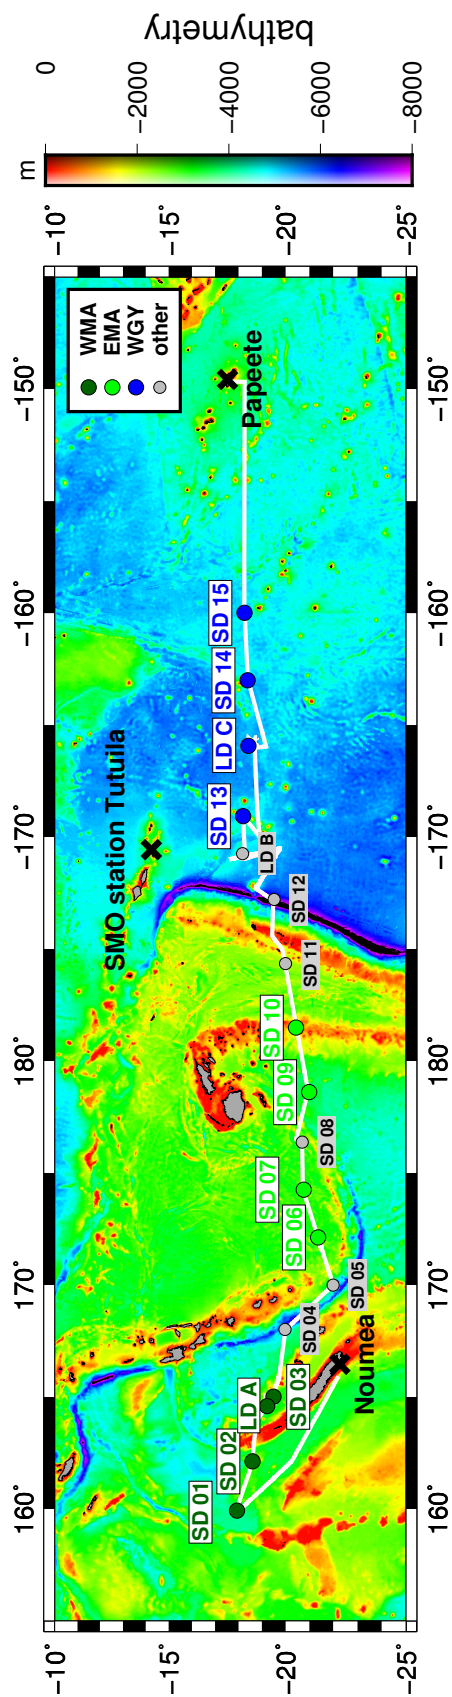 160°
170°
180°
−170°
−160°
−150°
−10°
−15°
−20°
−25°
−10°
−15°
−20°
−25°
WMA
EMA
WGY
other
SMO station Tutuila
Papeete
Noumea
SD 01
SD 02
LD A
SD 03
SD 04
SD 05
SD 06
SD 07
SD 08
SD 09
SD 10
SD 11
SD 12
LD B
SD 13
LD C
SD 14
SD 15
160°
170°
180°
−170°
−160°
−150°
m
0
−2000
−4000
−6000
−8000
bathymetry